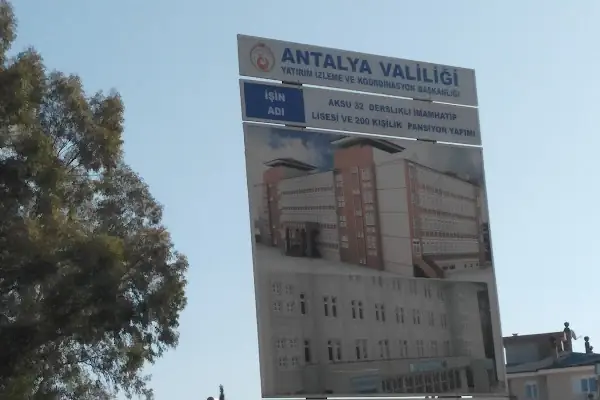 ANTALYA VALİLİĞİ
YATIRIM İZLEME VE KOORDİNASYON BAŞKANLIĞI
İŞİN
ADI
AKSU 32 DERSLİKLİ İMAMHATİP
LİSESİ VE 200 KİŞİLİK PANSİYON YAPIMI